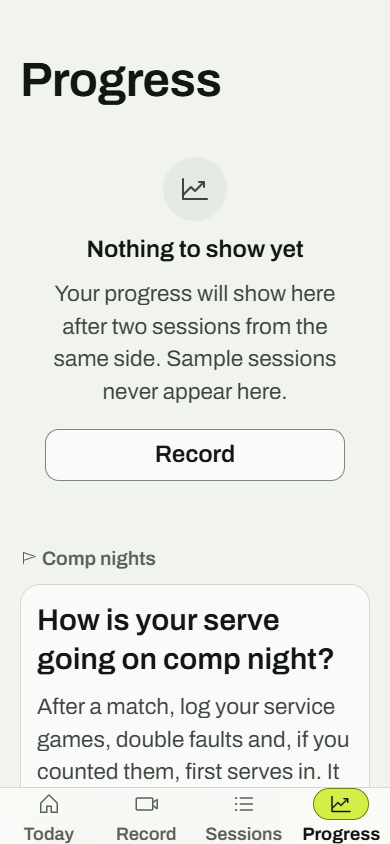 Progress
Nothing to show yet
Your progress will show here
after two sessions from the
same side. Sample sessions
never appear here.
Record
Comp nights
How is your serve
going on comp night?
After a match, log your service
games, double faults and, if you
counted them, first serves in. It
Today
Record
Sessions
Progress